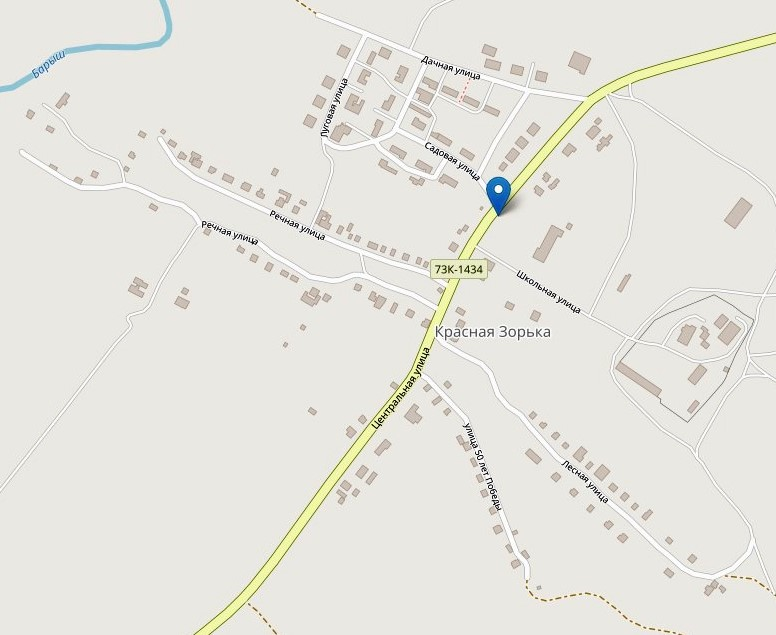 Барыш
Дачная улица
Луговая улица
Садовая улица
Речная улица
Речная улица
73К-1434
Школьная улица
Красная Зорька
Центральная улица
улица 50 лет Победы
Лесная улица